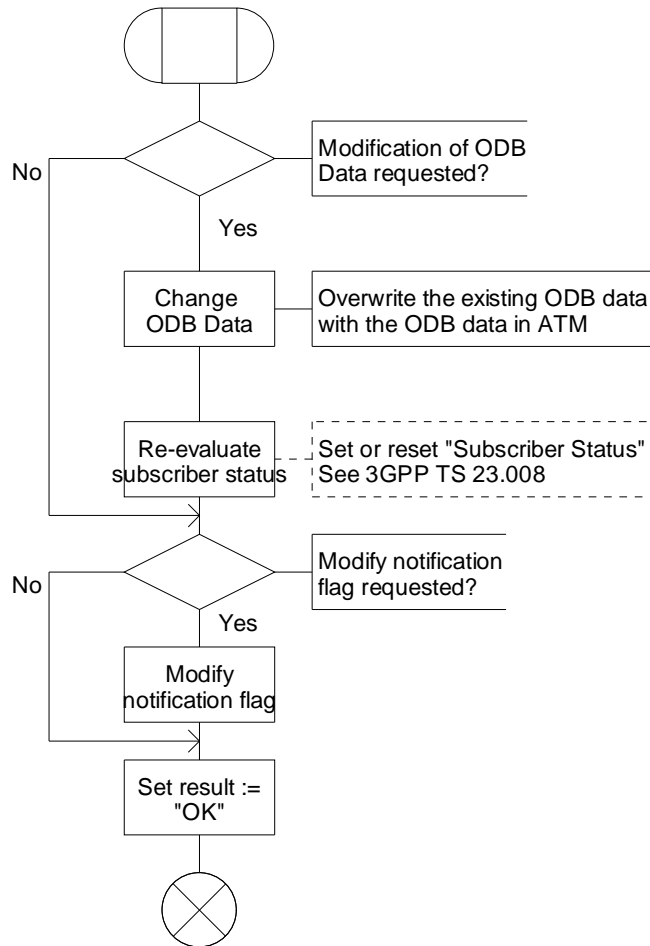 Modification of ODB
Data requested?
No
Yes
Change
ODB Data
Overwrite the existing ODB data
with the ODB data in ATM
Re-evaluate
subscriber status
Set or reset "Subscriber Status"
See 3GPP TS 23.008
Modify notification
flag requested?
No
Yes
Modify
notification flag
Set result :=
"OK"